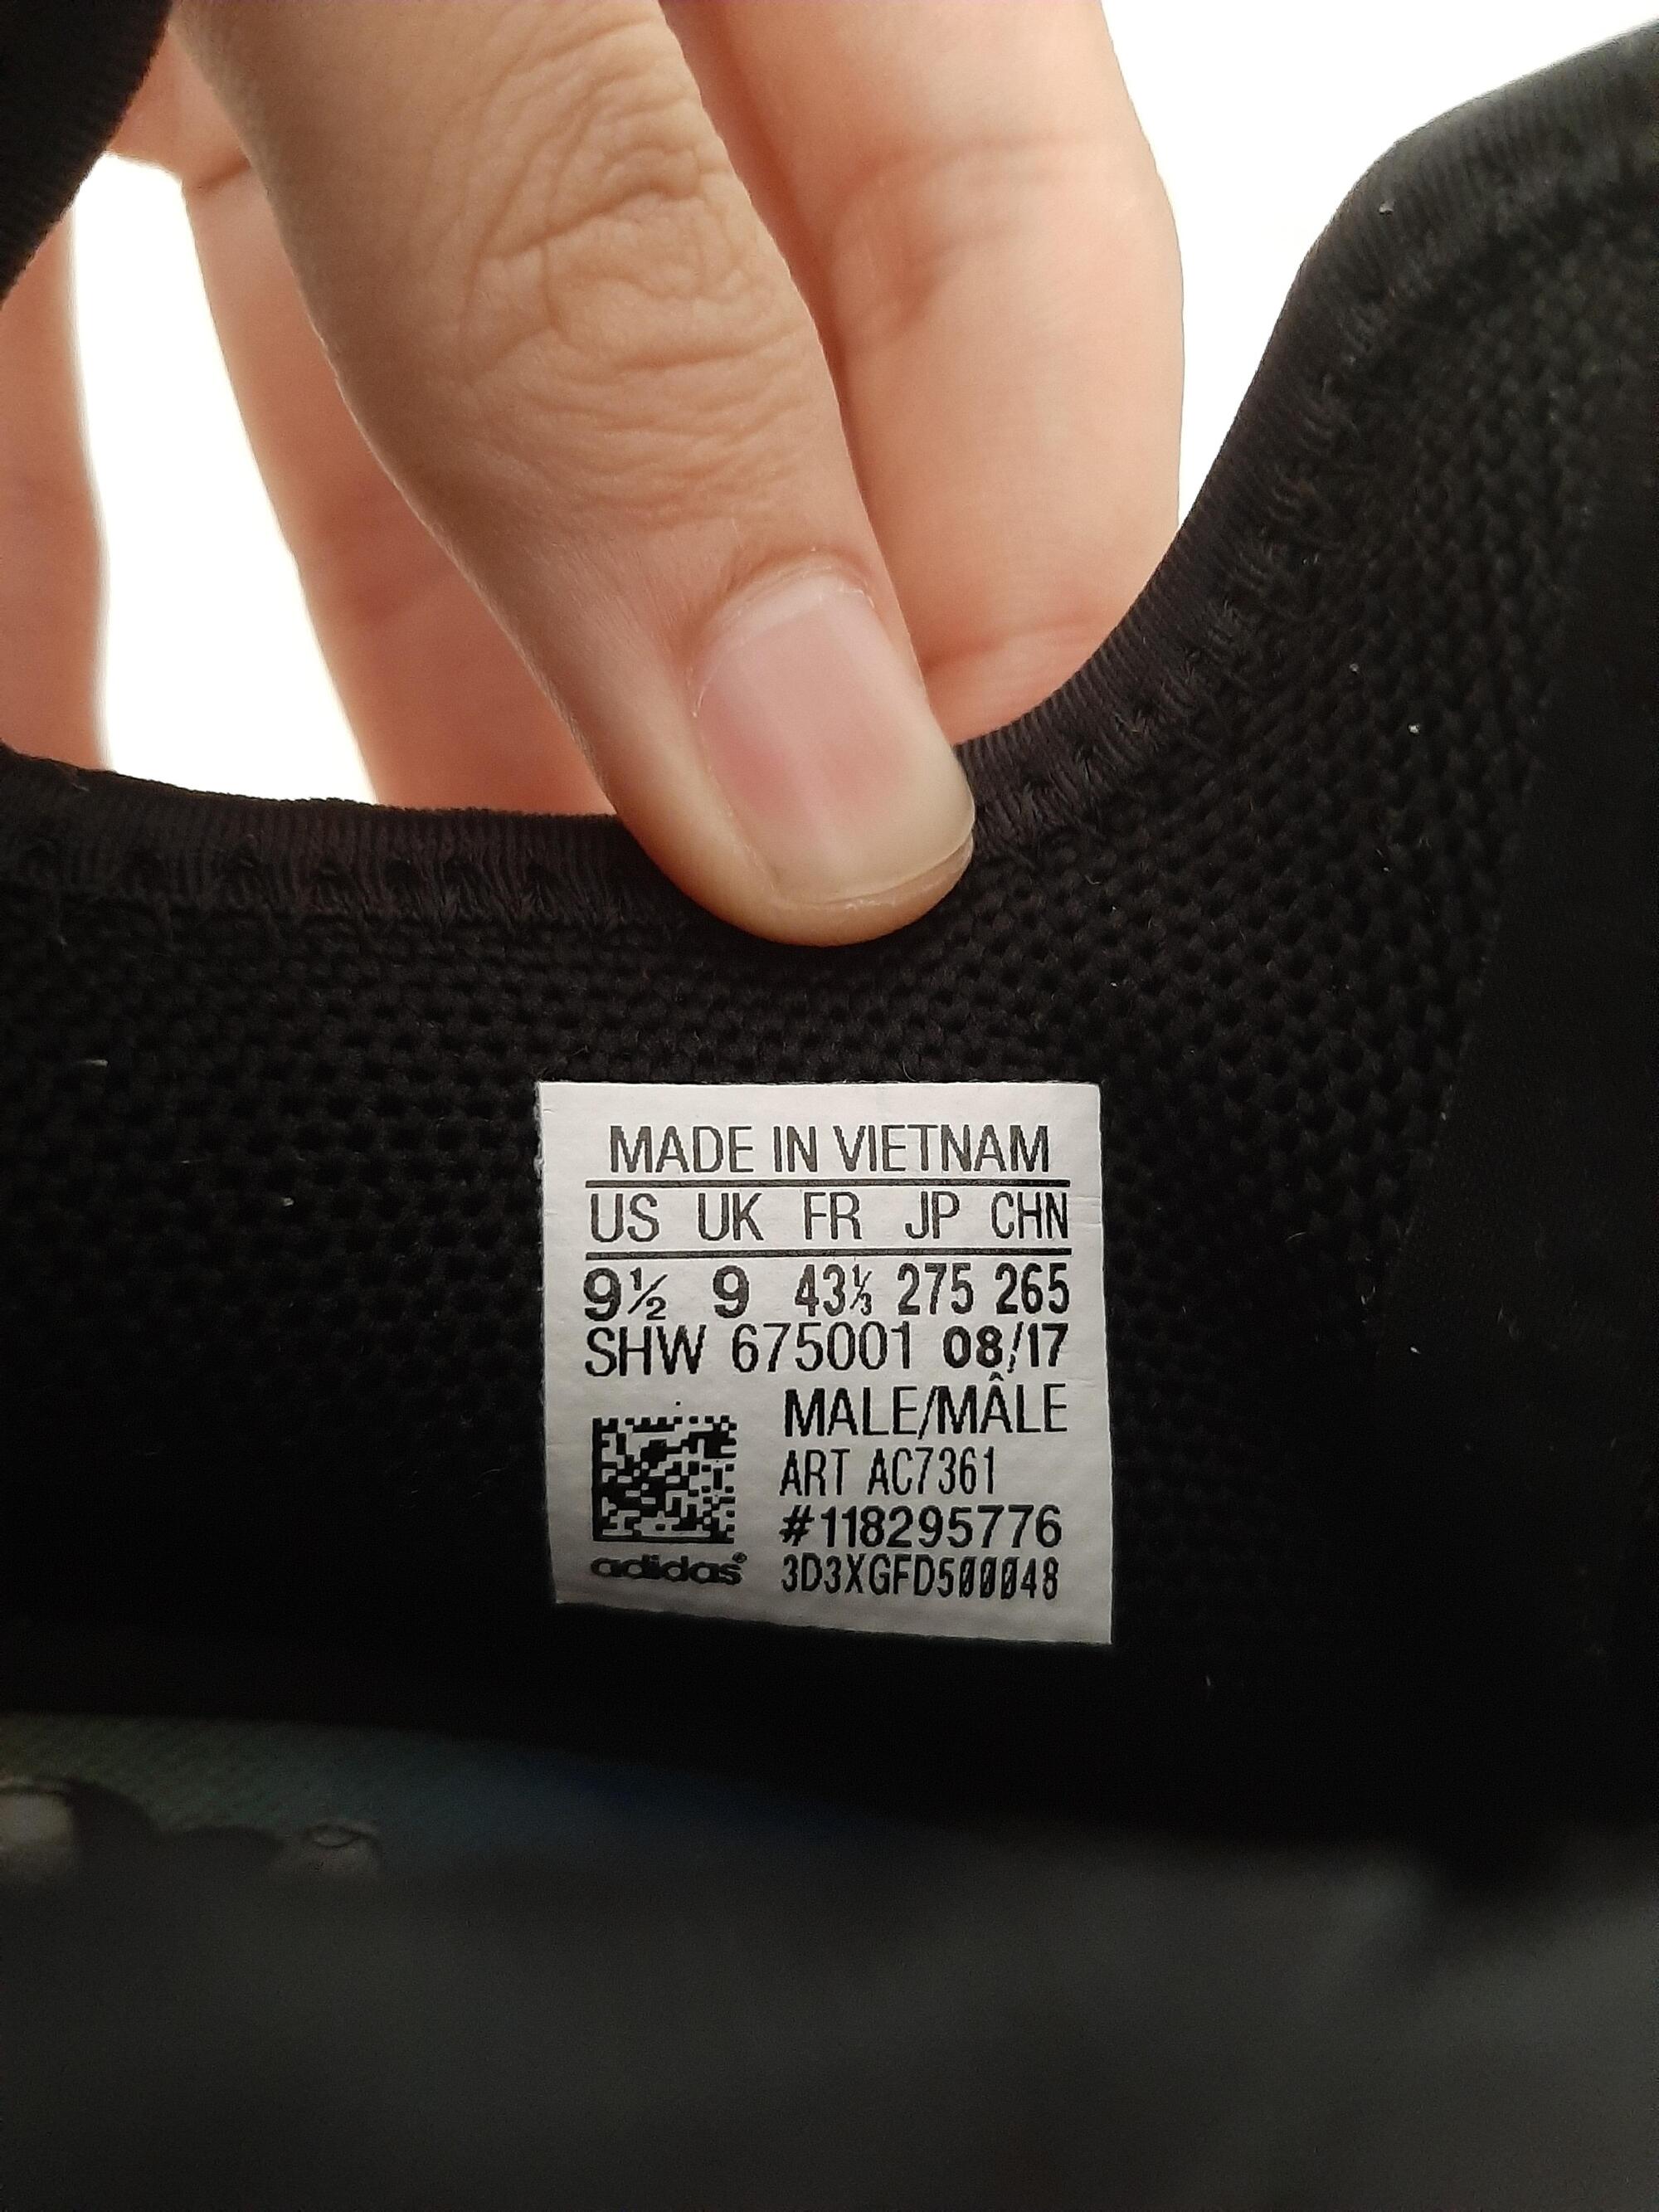 MADE IN VIETNAM
US UK FR JP CHN
9½ 9 43⅓ 275 265
SHW 675001 08/17
MALE/MÂLE
ART AC7361
#118295776
adidas® 3D3XGFD500048